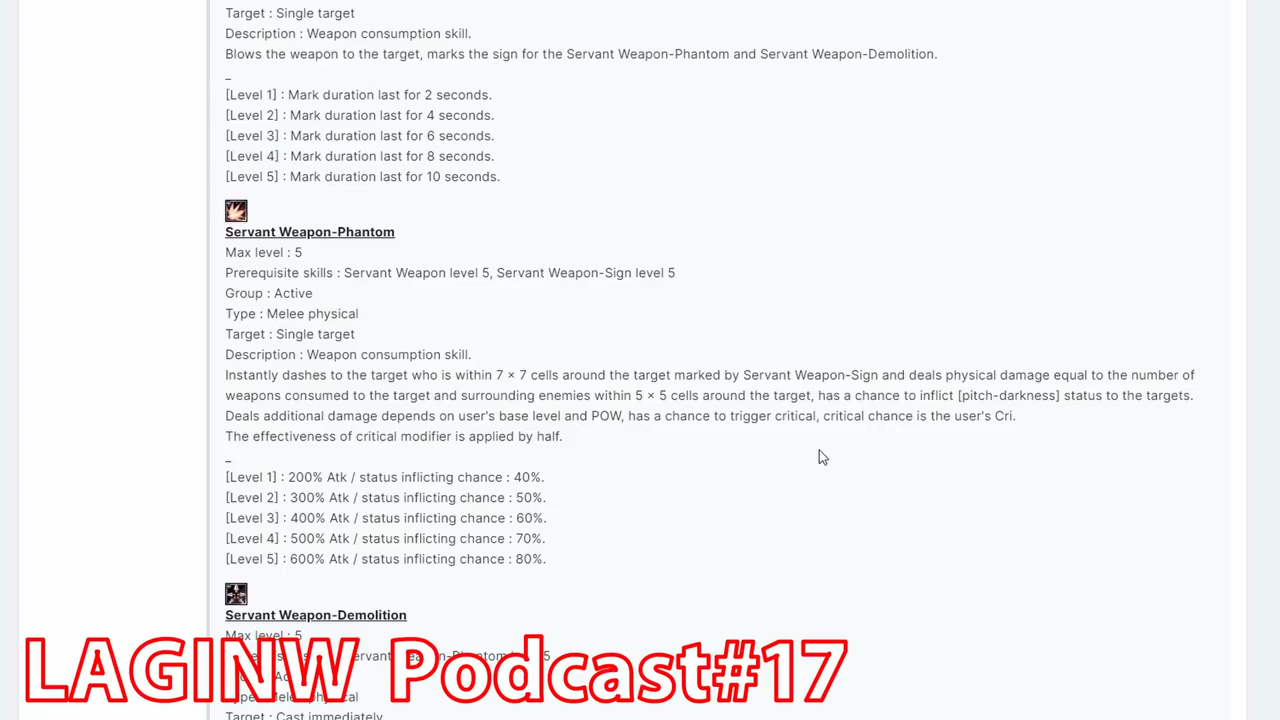 Target : Single target
Description : Weapon consumption skill.
Blows the weapon to the target, marks the sign for the Servant Weapon-Phantom and Servant Weapon-Demolition.
_
[Level 1] : Mark duration last for 2 seconds.
[Level 2] : Mark duration last for 4 seconds.
[Level 3] : Mark duration last for 6 seconds.
[Level 4] : Mark duration last for 8 seconds.
[Level 5] : Mark duration last for 10 seconds.
Servant Weapon-Phantom
Max level : 5
Prerequisite skills : Servant Weapon level 5, Servant Weapon-Sign level 5
Group : Active
Type : Melee physical
Target : Single target
Description : Weapon consumption skill.
Instantly dashes to the target who is within 7 × 7 cells around the target marked by Servant Weapon-Sign and deals physical damage equal to the number of
weapons consumed to the target and surrounding enemies within 5 × 5 cells around the target, has a chance to inflict [pitch-darkness] status to the targets.
Deals additional damage depends on user's base level and POW, has a chance to trigger critical, critical chance is the user's Cri.
The effectiveness of critical modifier is applied by half.
_
[Level 1] : 200% Atk / status inflicting chance : 40%.
[Level 2] : 300% Atk / status inflicting chance : 50%.
[Level 3] : 400% Atk / status inflicting chance : 60%.
[Level 4] : 500% Atk / status inflicting chance : 70%.
[Level 5] : 600% Atk / status inflicting chance : 80%.
Servant Weapon-Demolition
Max level : 5
5
LAGINW Podcast#17
Target : Cast immediately